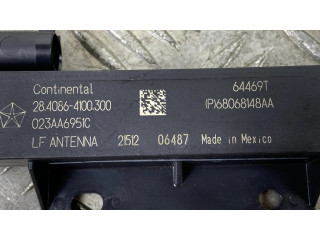 Continental
64469T
28.4086-4100.300
(P)68068148AA
023AA6951C
LF ANTENNA 21512 06487 Made in Mexico